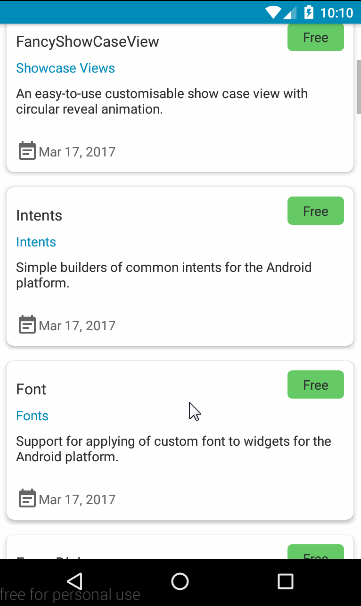 10:10
FancyShowCaseView
Free
Showcase Views
An easy-to-use customisable show case view with
circular reveal animation.
Mar 17, 2017
Free
Intents
Intents
Simple builders of common intents for the Android
platform.
Mar 17, 2017
Free
Font
Fonts
Support for applying of custom font to widgets for the
Android platform.
Mar 17, 2017
Free
free for personal use